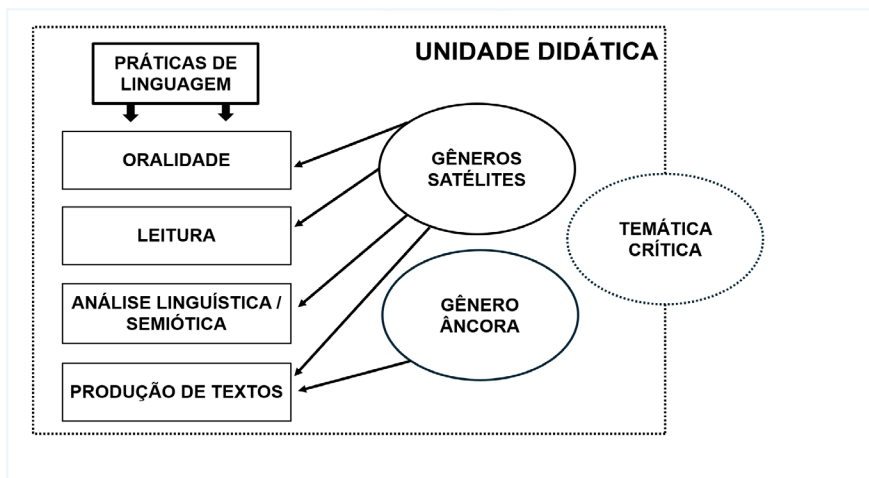 UNIDADE DIDÁTICA
PRÁTICAS DE
LINGUAGEM
ORALIDADE
LEITURA
ANÁLISE LINGUÍSTICA /
SEMIÓTICA
PRODUÇÃO DE TEXTOS
GÊNEROS
SATÉLITES
GÊNERO
ÂNCORA
TEMÁTICA
CRÍTICA